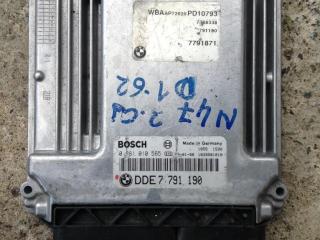 PD10793
7791190
7791871
N47 2.0d
D1.62
BOSCH
Made in Germany
0 281 010 565
DDE 7 791 190